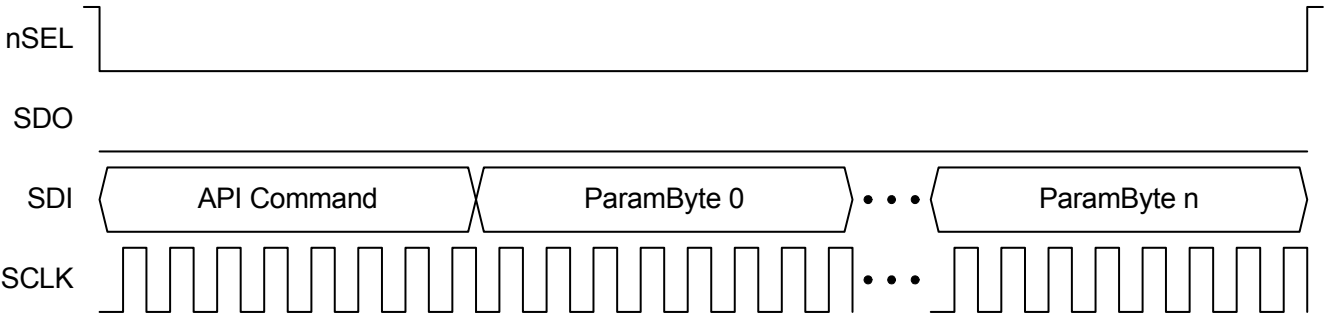 nSEL
SDO
SDI API Command ParamByte 0 ParamByte n
SCLK